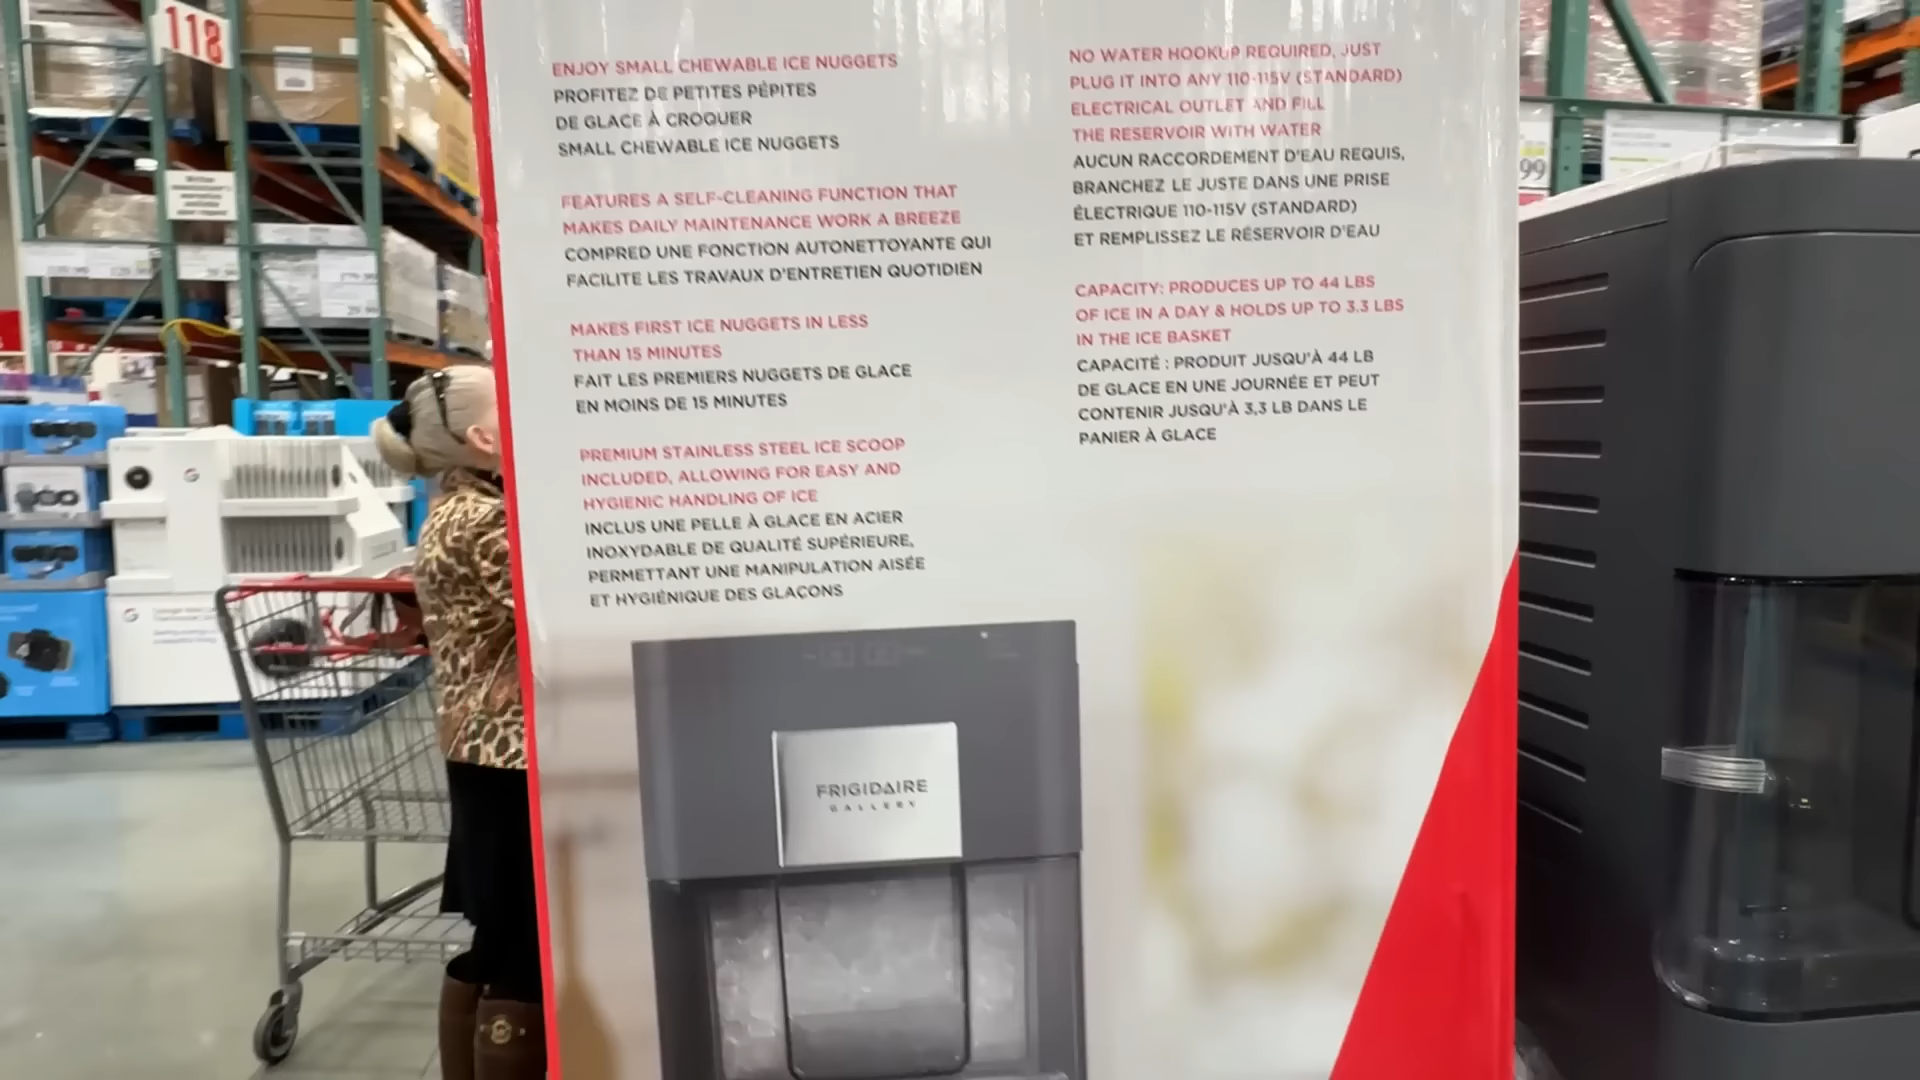 118
ENJOY SMALL CHEWABLE ICE NUGGETS
PROFITEZ DE PETITES PÉPITES
DE GLACE À CROQUER
SMALL CHEWABLE ICE NUGGETS
FEATURES A SELF-CLEANING FUNCTION THAT
MAKES DAILY MAINTENANCE WORK A BREEZE
COMPRED UNE FONCTION AUTONETTOYANTE QUI
FACILITE LES TRAVAUX D'ENTRETIEN QUOTIDIEN
MAKES FIRST ICE NUGGETS IN LESS
THAN 15 MINUTES
FAIT LES PREMIERS NUGGETS DE GLACE
EN MOINS DE 15 MINUTES
PREMIUM STAINLESS STEEL ICE SCOOP
INCLUDED, ALLOWING FOR EASY AND
HYGIENIC HANDLING OF ICE
INCLUS UNE PELLE À GLACE EN ACIER
INOXYDABLE DE QUALITÉ SUPÉRIEURE,
PERMETTANT UNE MANIPULATION AISÉE
ET HYGIÉNIQUE DES GLAÇONS
NO WATER HOOKUP REQUIRED, JUST
PLUG IT INTO ANY 110-115V (STANDARD)
ELECTRICAL OUTLET AND FILL
THE RESERVOIR WITH WATER
AUCUN RACCORDEMENT D'EAU REQUIS,
BRANCHEZ LE JUSTE DANS UNE PRISE
ÉLECTRIQUE 110-115V (STANDARD)
ET REMPLISSEZ LE RÉSERVOIR D'EAU
CAPACITY: PRODUCES UP TO 44 LBS
OF ICE IN A DAY & HOLDS UP TO 3.3 LBS
IN THE ICE BASKET
CAPACITÉ : PRODUIT JUSQU'À 44 LB
DE GLACE EN UNE JOURNÉE ET PEUT
CONTENIR JUSQU'À 3,3 LB DANS LE
PANIER À GLACE
FRIGIDAIRE
GALLERY
99